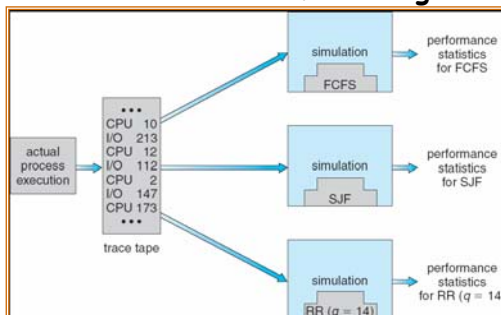 actual
process
execution
•••
CPU 10
I/O 213
CPU 12
I/O 112
CPU 2
I/O 147
CPU 173
•••
trace tape
simulation
FCFS
performance
statistics
for FCFS
simulation
SJF
performance
statistics
for SJF
simulation
RR (q = 14)
performance
statistics
for RR (q = 14